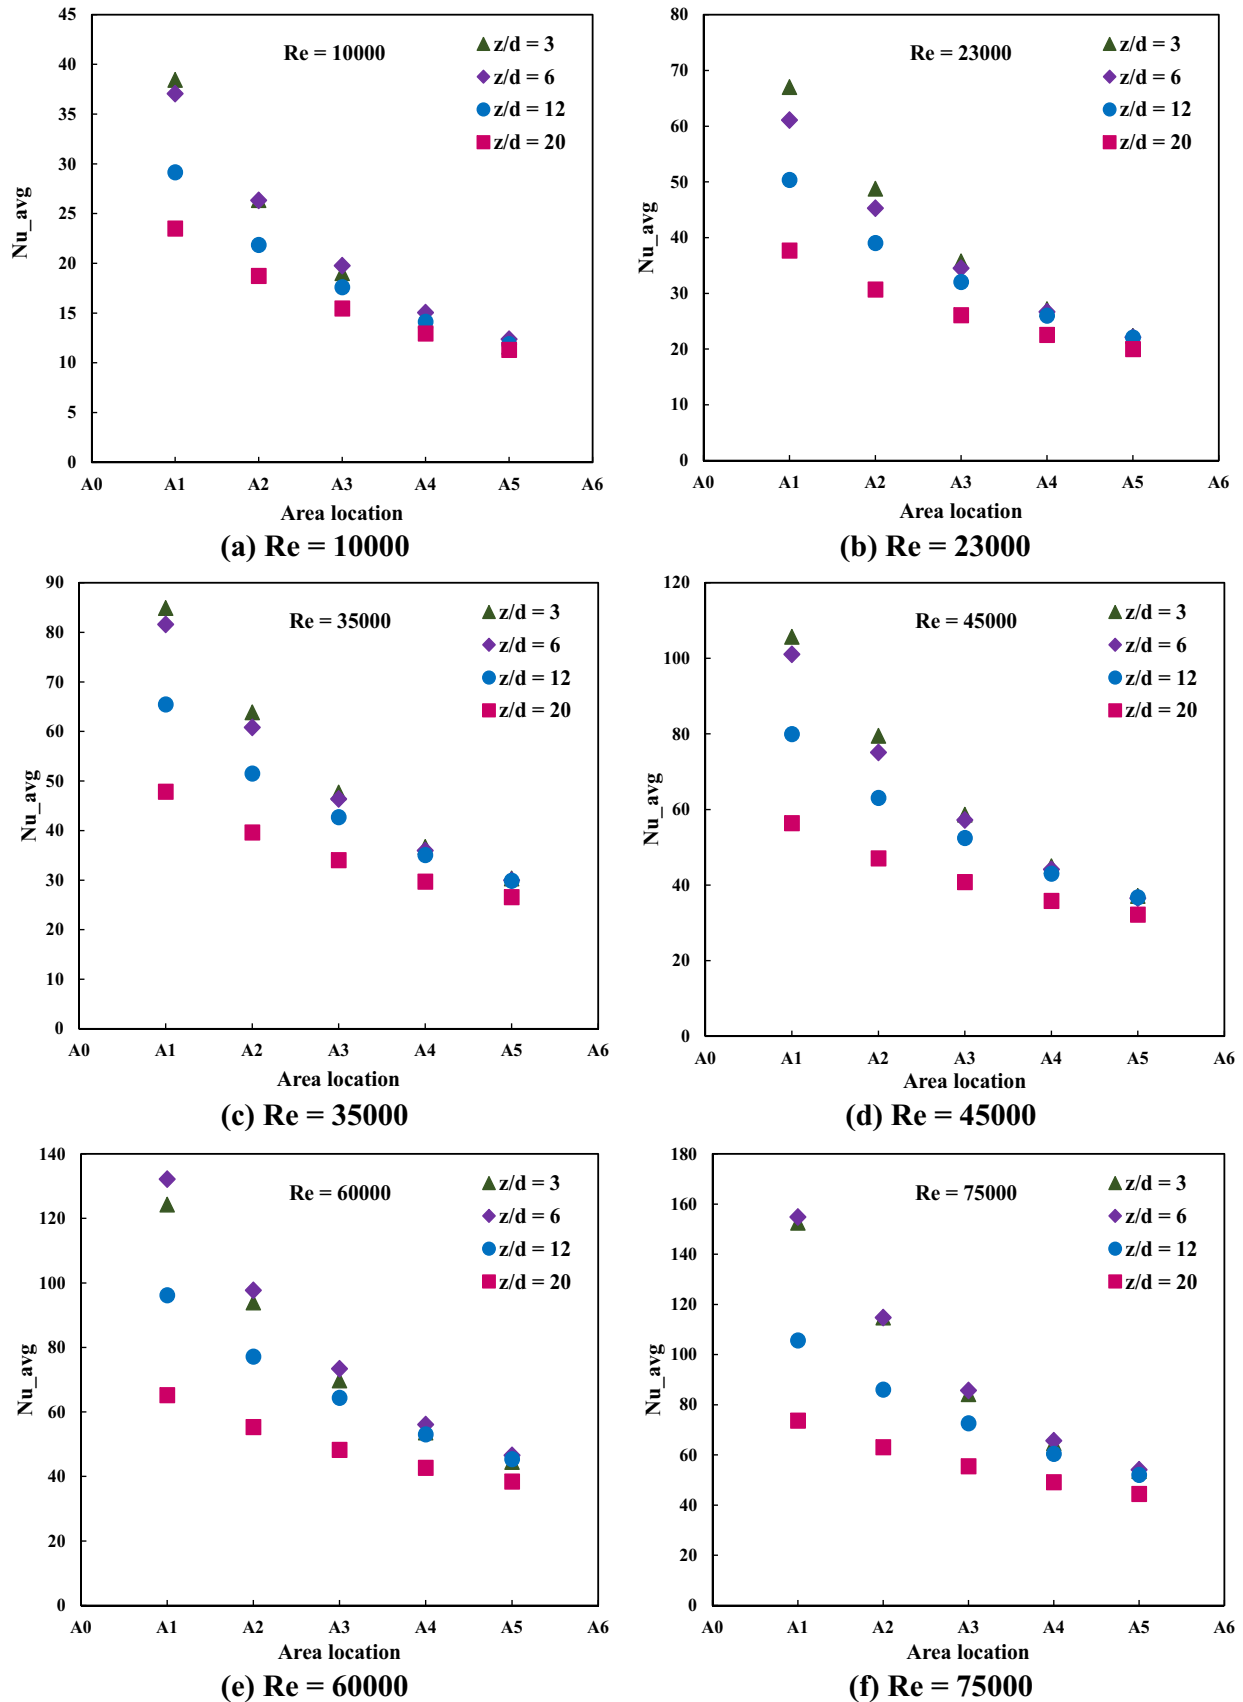 45
40
35
30
25
20
15
10
5
0
Nu_avg
Re = 10000
z/d = 3
z/d = 6
z/d = 12
z/d = 20
A0 A1 A2 A3 A4 A5 A6
Area location
(a) Re = 10000
80
70
60
50
40
30
20
10
0
Nu_avg
Re = 23000
z/d = 3
z/d = 6
z/d = 12
z/d = 20
A0 A1 A2 A3 A4 A5 A6
Area location
(b) Re = 23000
90
80
70
60
50
40
30
20
10
0
Nu_avg
Re = 35000
z/d = 3
z/d = 6
z/d = 12
z/d = 20
A0 A1 A2 A3 A4 A5 A6
Area location
(c) Re = 35000
120
100
80
60
40
20
0
Nu_avg
Re = 45000
z/d = 3
z/d = 6
z/d = 12
z/d = 20
A0 A1 A2 A3 A4 A5 A6
Area location
(d) Re = 45000
140
120
100
80
60
40
20
0
Nu_avg
Re = 60000
z/d = 3
z/d = 6
z/d = 12
z/d = 20
A0 A1 A2 A3 A4 A5 A6
Area location
(e) Re = 60000
180
160
140
120
100
80
60
40
20
0
Nu_avg
Re = 75000
z/d = 3
z/d = 6
z/d = 12
z/d = 20
A0 A1 A2 A3 A4 A5 A6
Area location
(f) Re = 75000